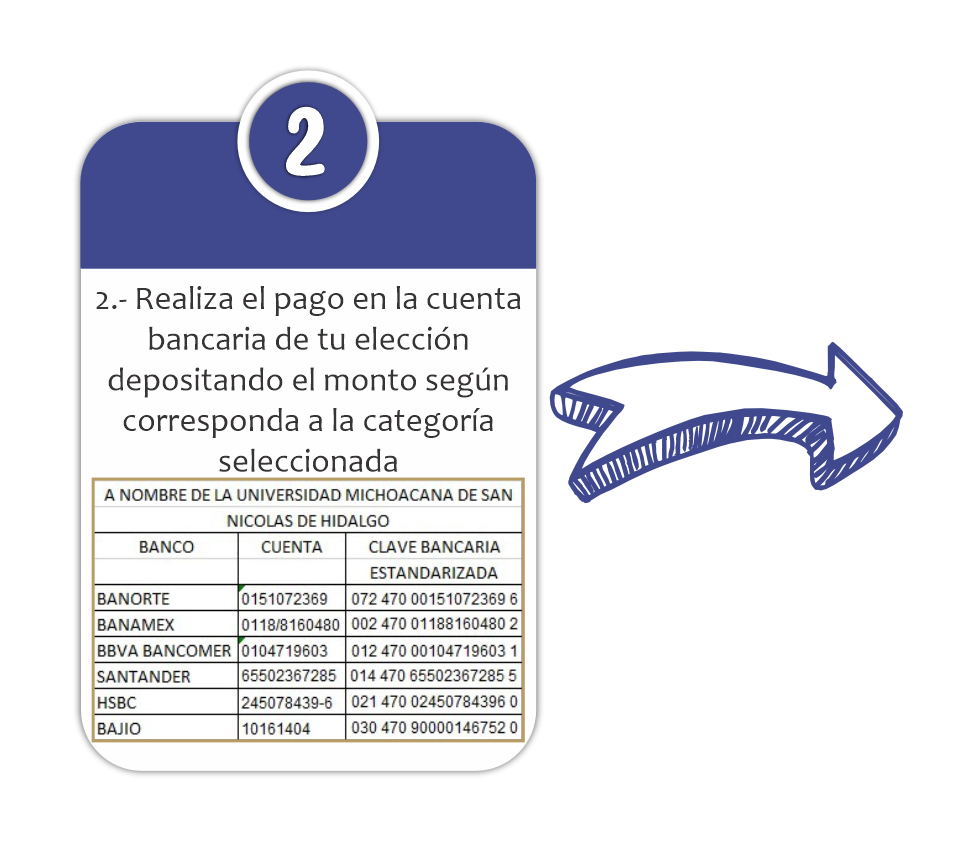 2
2.- Realiza el pago en la cuenta
bancaria de tu elección
depositando el monto según
corresponda a la categoría
seleccionada
A NOMBRE DE LA UNIVERSIDAD MICHOACANA DE SAN
NICOLAS DE HIDALGO
BANCO CUENTA CLAVE BANCARIA
ESTANDARIZADA
BANORTE 0151072369 072 470 00151072369 6
BANAMEX 0118/8160480 002 470 01188160480 2
BBVA BANCOMER 0104719603 012 470 00104719603 1
SANTANDER 65502367285 014 470 65502367285 5
HSBC 245078439-6 021 470 02450784396 0
BAJIO 10161404 030 470 90000146752 0